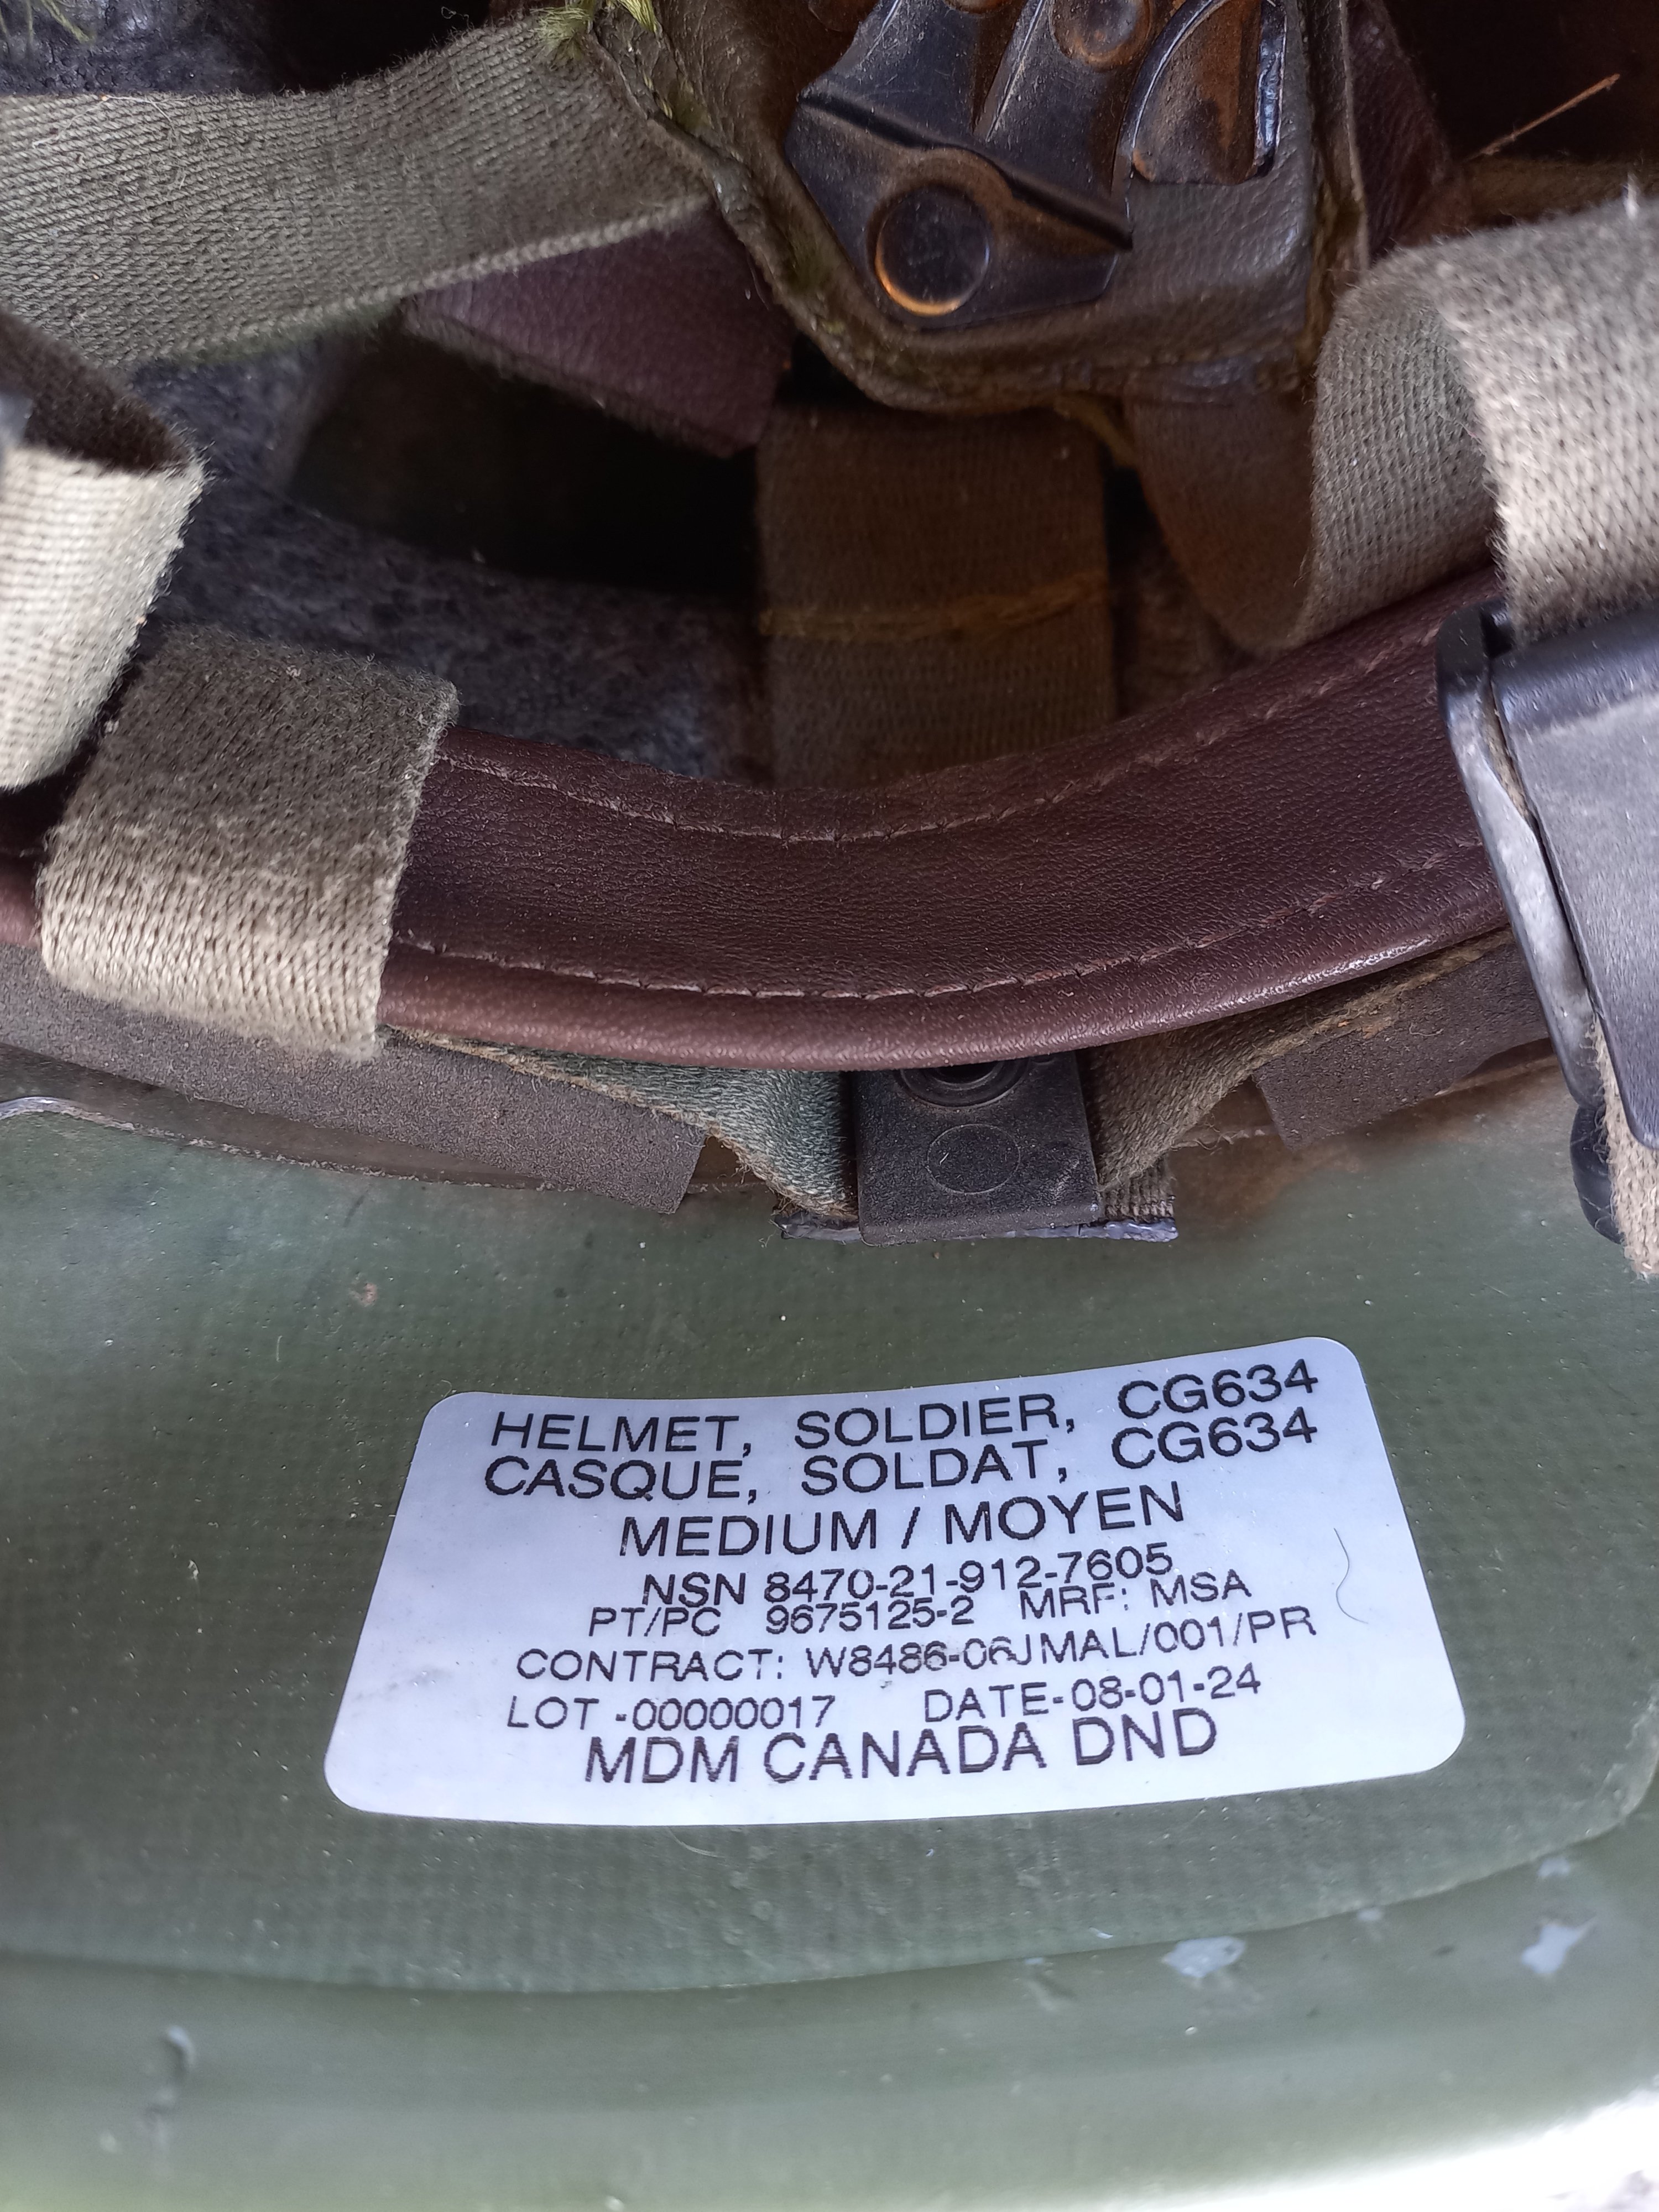 HELMET, SOLDIER, CG634
CASQUE, SOLDAT, CG634
MEDIUM / MOYEN
NSN 8470-21-912-7605
PT/PC 9675125-2 MRF: MSA
CONTRACT: W8486-06JMAL/001/PR
LOT -00000017 DATE-08-01-24
MDM CANADA DND